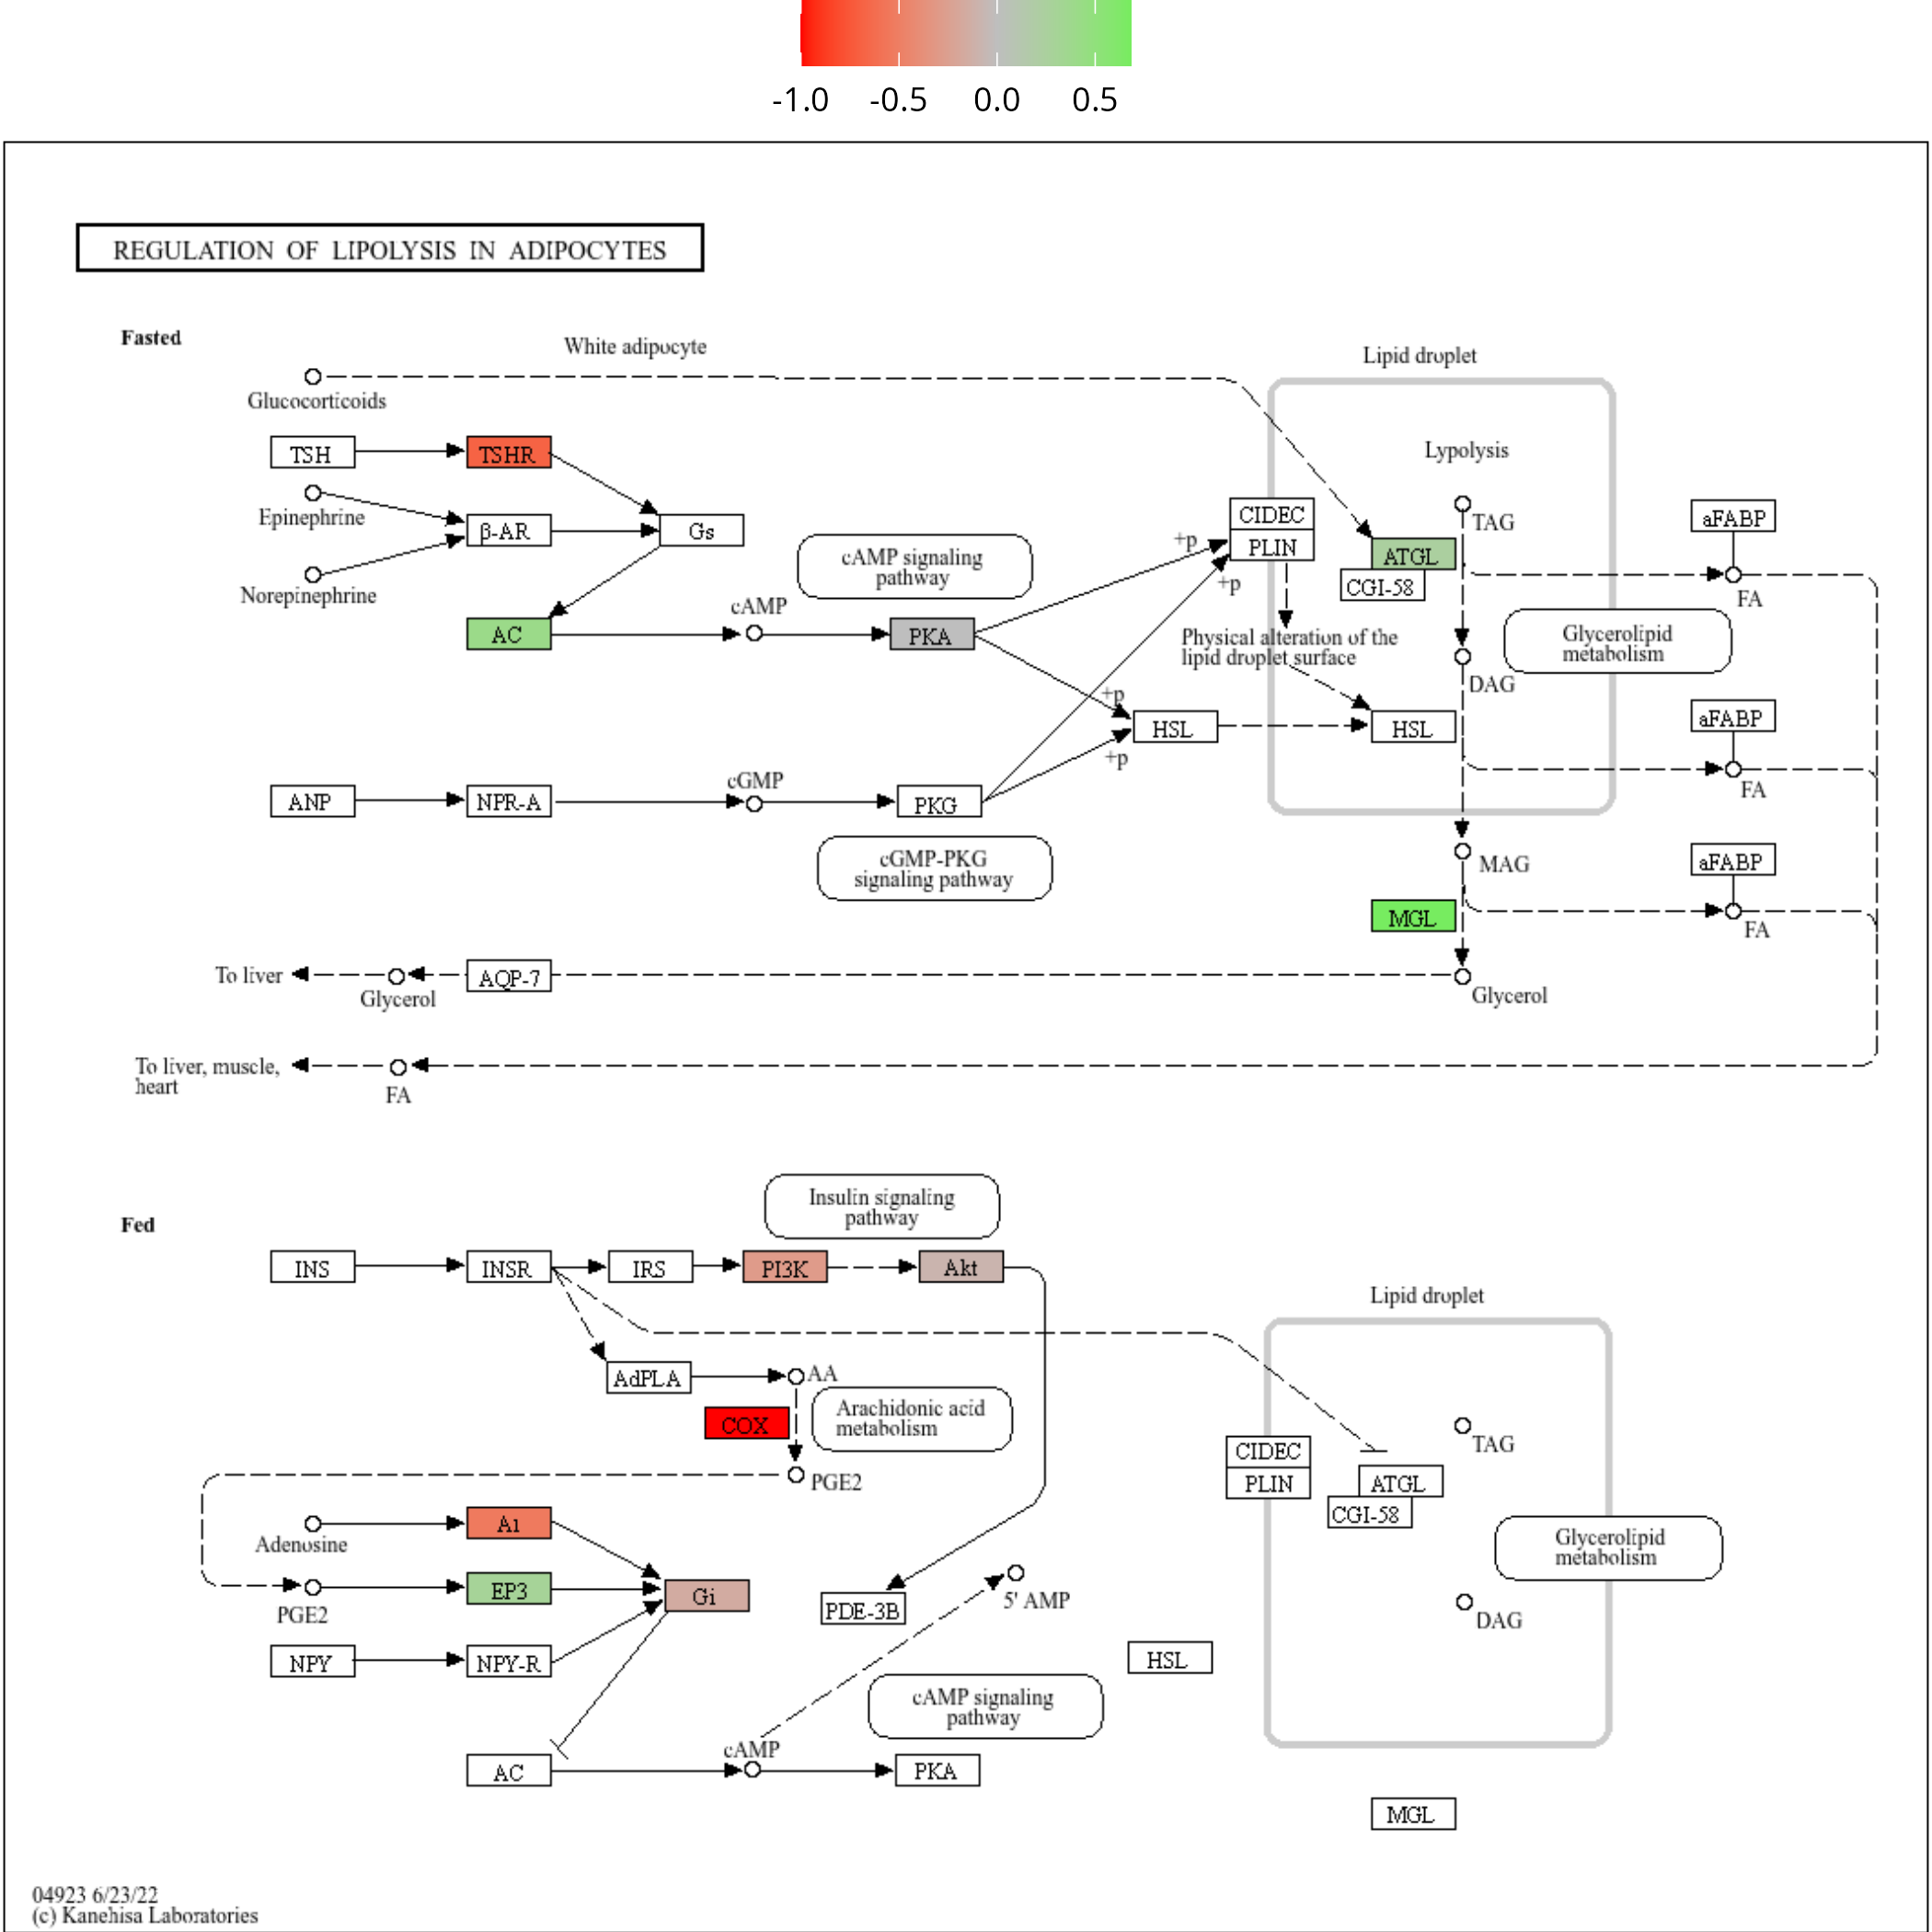 -1.0 -0.5 0.0 0.5
REGULATION OF LIPOLYSIS IN ADIPOCYTES
Fasted
White adipocyte
Lipid droplet
Glucocorticoids
TSH
TSHR
Lypolysis
Epinephrine
β-AR
Gs
CIDEC
PLIN
TAG
aFABP
+p
+p
ATGL
CGI-58
cAMP signaling
pathway
Norepinephrine
FA
cAMP
AC
PKA
Physical alteration of the
lipid droplet surface
Glycerolipid
metabolism
DAG
+p
HSL
HSL
aFABP
+p
FA
cGMP
ANP
NPR-A
PKG
cGMP-PKG
signaling pathway
MAG
aFABP
MGL
FA
To liver
Glycerol
AQP-7
Glycerol
To liver, muscle,
heart
FA
Fed
Insulin signaling
pathway
INS
INSR
IRS
PI3K
Akt
Lipid droplet
AdPLA
AA
COX
Arachidonic acid
metabolism
PGE2
CIDEC
PLIN
TAG
ATGL
CGI-58
Adenosine
A1
Glycerolipid
metabolism
PGE2
EP3
Gi
PDE-3B
5' AMP
DAG
NPY
NPY-R
HSL
cAMP signaling
pathway
cAMP
AC
PKA
MGL
04923 6/23/22
(c) Kanehisa Laboratories